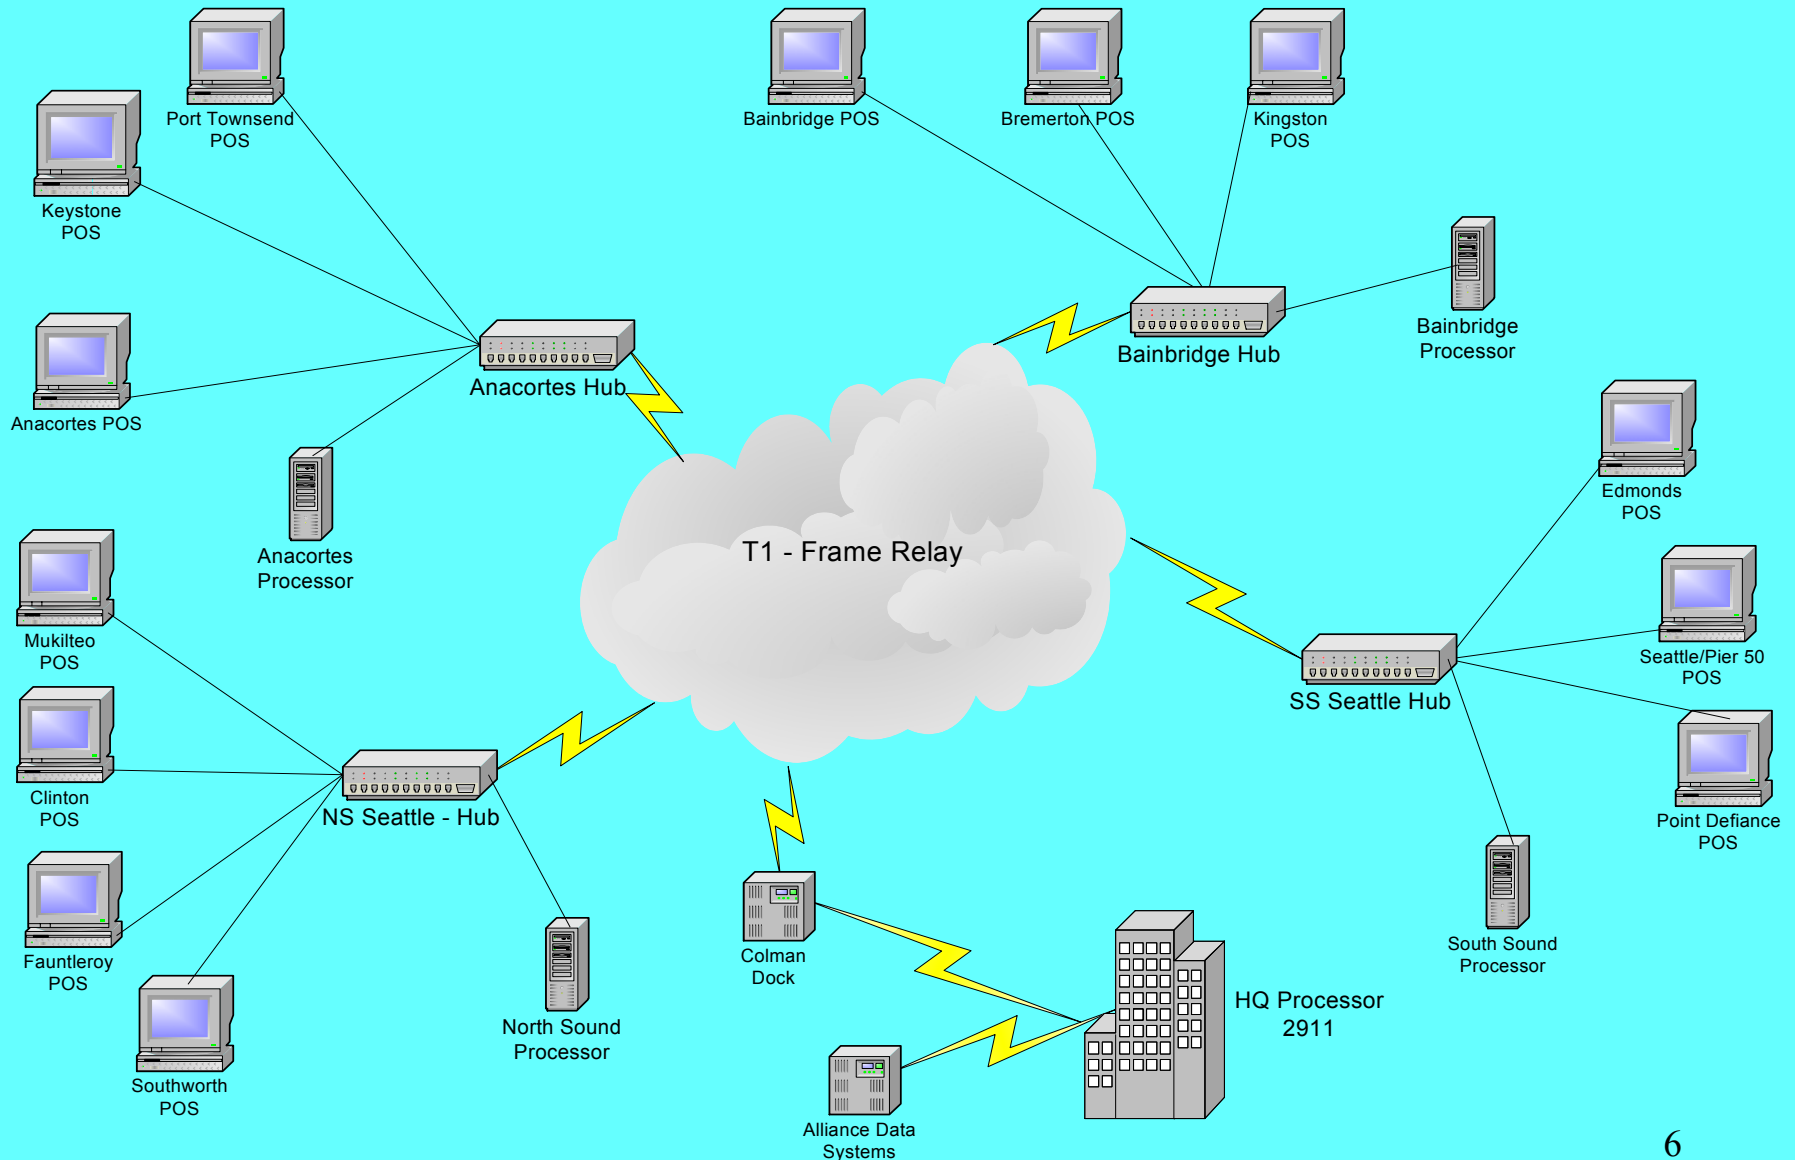 Port Townsend
POS
Bainbridge POS
Bremerton POS
Kingston
POS
Keystone
POS
Bainbridge
Processor
Bainbridge Hub
Anacortes Hub
Anacortes POS
Edmonds
POS
Anacortes
Processor
T1 - Frame Relay
Mukilteo
POS
Seattle/Pier 50
POS
SS Seattle Hub
Clinton
POS
NS Seattle - Hub
Point Defiance
POS
Fauntleroy
POS
Colman
Dock
South Sound
Processor
North Sound
Processor
HQ Processor
2911
Southworth
POS
Alliance Data
Systems
6